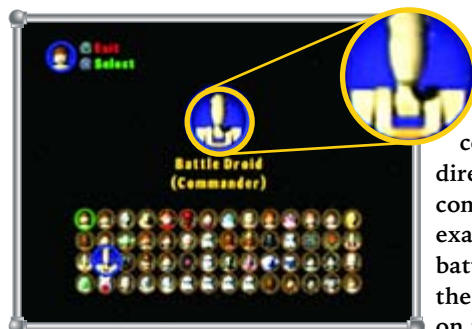 Exit
Select
Battle Droid
(Commander)
co
dire
com
exa
batt
the
on